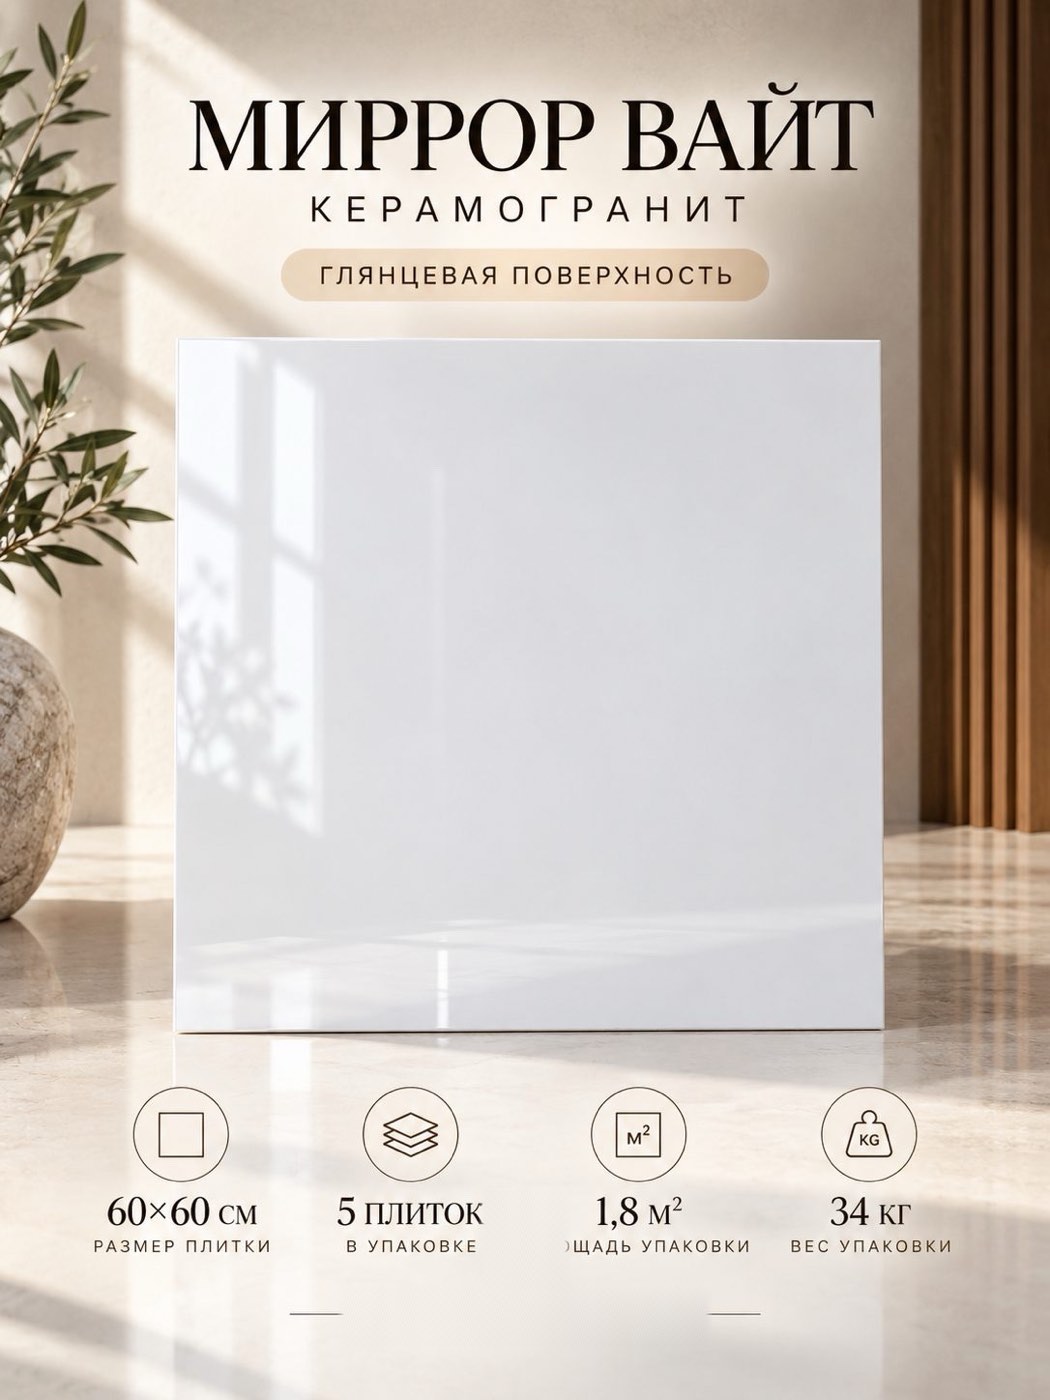 МИРРОР ВАЙТ
КЕРАМОГРАНИТ
ГЛЯНЦЕВАЯ ПОВЕРХНОСТЬ
М²
KG
60×60 СМ
РАЗМЕР ПЛИТКИ
5 ПЛИТОК
В УПАКОВКЕ
1,8 М²
ЩАДЬ УПАКОВКИ
34 КГ
ВЕС УПАКОВКИ